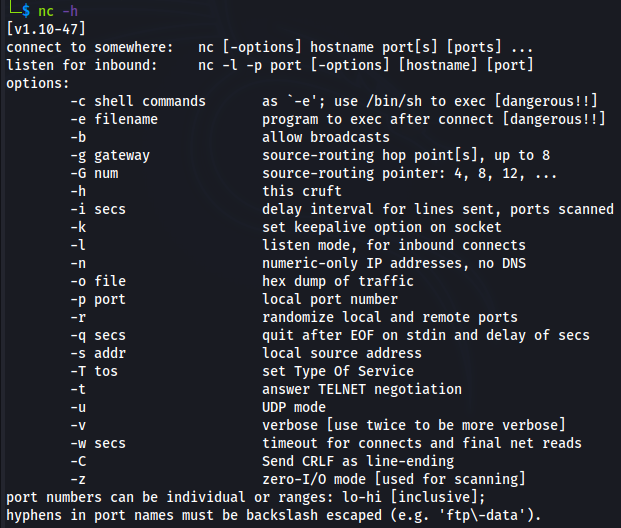 $ nc -h
[v1.10-47]
connect to somewhere:   nc [-options] hostname port[s] [ports] ...
listen for inbound:     nc -l -p port [-options] [hostname] [port]
options:
        -c shell commands       as `-e'; use /bin/sh to exec [dangerous!!]
        -e filename             program to exec after connect [dangerous!!]
        -b                      allow broadcasts
        -g gateway              source-routing hop point[s], up to 8
        -G num                  source-routing pointer: 4, 8, 12, ...
        -h                      this cruft
        -i secs                 delay interval for lines sent, ports scanned
        -k                      set keepalive option on socket
        -l                      listen mode, for inbound connects
        -n                      numeric-only IP addresses, no DNS
        -o file                 hex dump of traffic
        -p port                 local port number
        -r                      randomize local and remote ports
        -q secs                 quit after EOF on stdin and delay of secs
        -s addr                 local source address
        -T tos                  set Type Of Service
        -t                      answer TELNET negotiation
        -u                      UDP mode
        -v                      verbose [use twice to be more verbose]
        -w secs                 timeout for connects and final net reads
        -C                      Send CRLF as line-ending
        -z                      zero-I/O mode [used for scanning]
port numbers can be individual or ranges: lo-hi [inclusive];
hyphens in port names must be backslash escaped (e.g. 'ftp\-data').